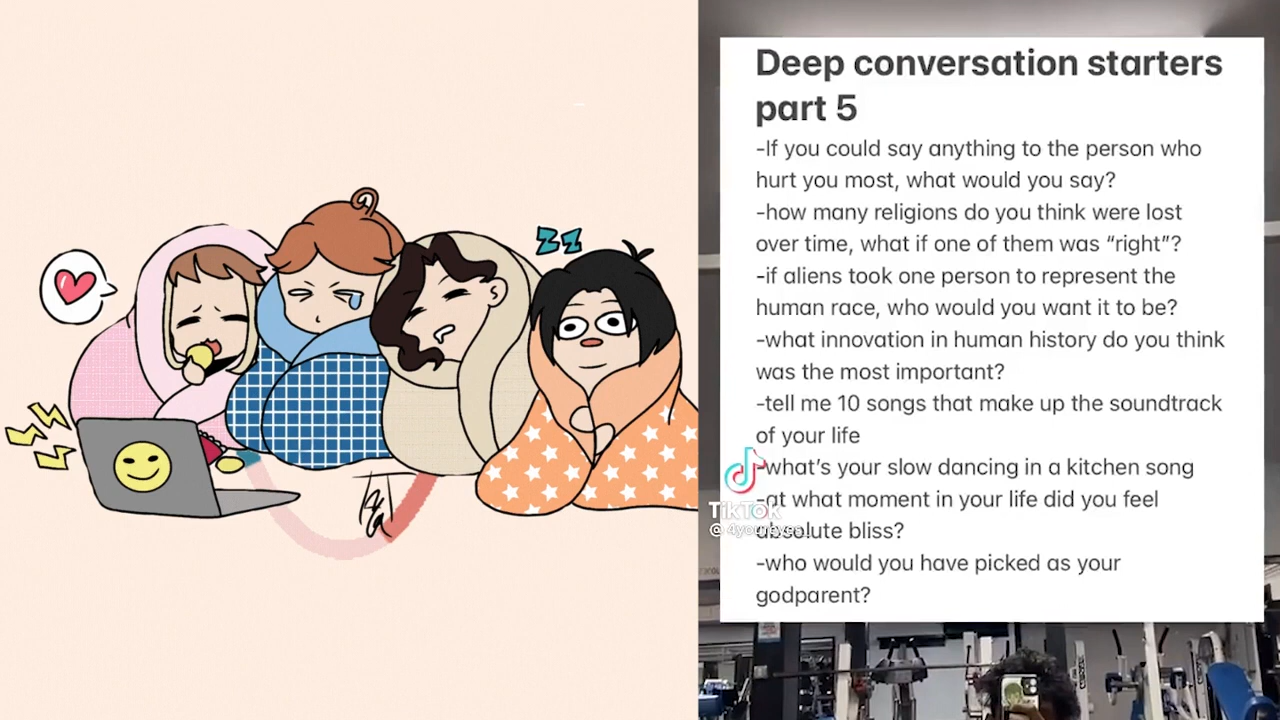 zz
Deep conversation starters
part 5
-If you could say anything to the person who
hurt you most, what would you say?
-how many religions do you think were lost
over time, what if one of them was “right”?
-if aliens took one person to represent the
human race, who would you want it to be?
-what innovation in human history do you think
was the most important?
-tell me 10 songs that make up the soundtrack
of your life
-what’s your slow dancing in a kitchen song
-at what moment in your life did you feel
absolute bliss?
-who would you have picked as your
godparent?
TikTok